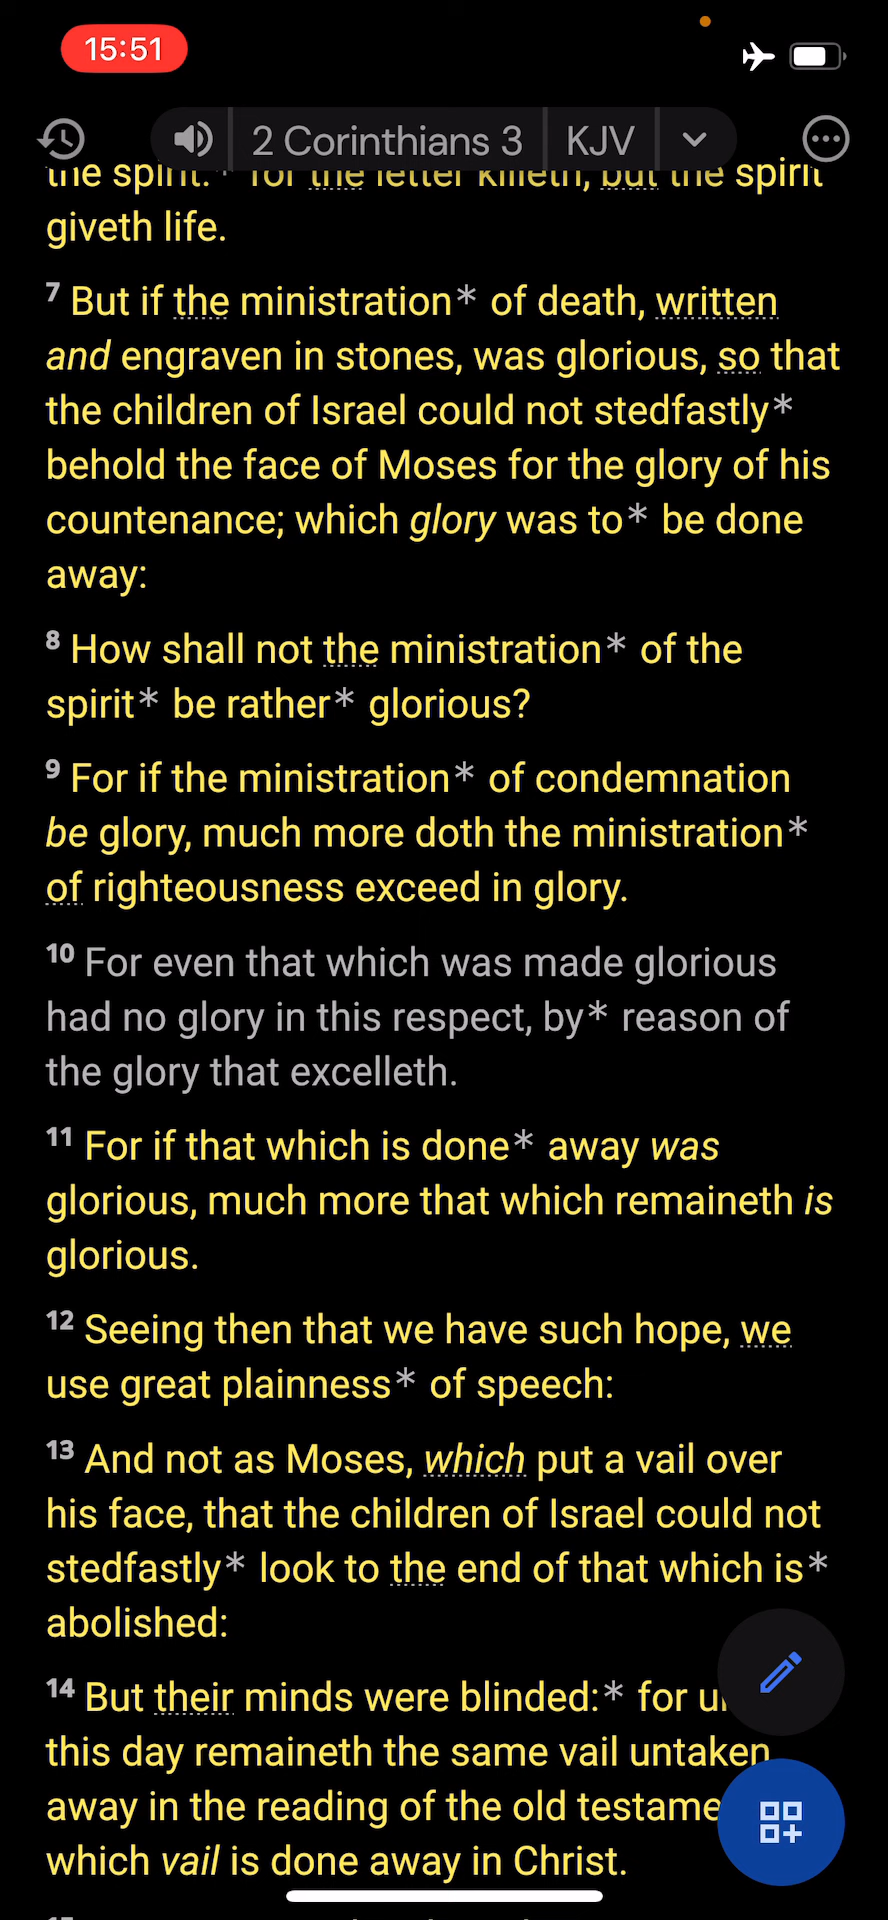 15:51
2 Corinthians 3 KJV
the spirit:* for the letter killeth, but the spirit
giveth life.
7 But if the ministration* of death, written
and engraven in stones, was glorious, so that
the children of Israel could not stedfastly*
behold the face of Moses for the glory of his
countenance; which glory was to* be done
away:
8 How shall not the ministration* of the
spirit* be rather* glorious?
9 For if the ministration* of condemnation
be glory, much more doth the ministration*
of righteousness exceed in glory.
10 For even that which was made glorious
had no glory in this respect, by* reason of
the glory that excelleth.
11 For if that which is done* away was
glorious, much more that which remaineth is
glorious.
12 Seeing then that we have such hope, we
use great plainness* of speech:
13 And not as Moses, which put a vail over
his face, that the children of Israel could not
stedfastly* look to the end of that which is*
abolished:
14 But their minds were blinded:* for
this day remaineth the same vail untaken
away in the reading of the old
which vail is done away in Christ.